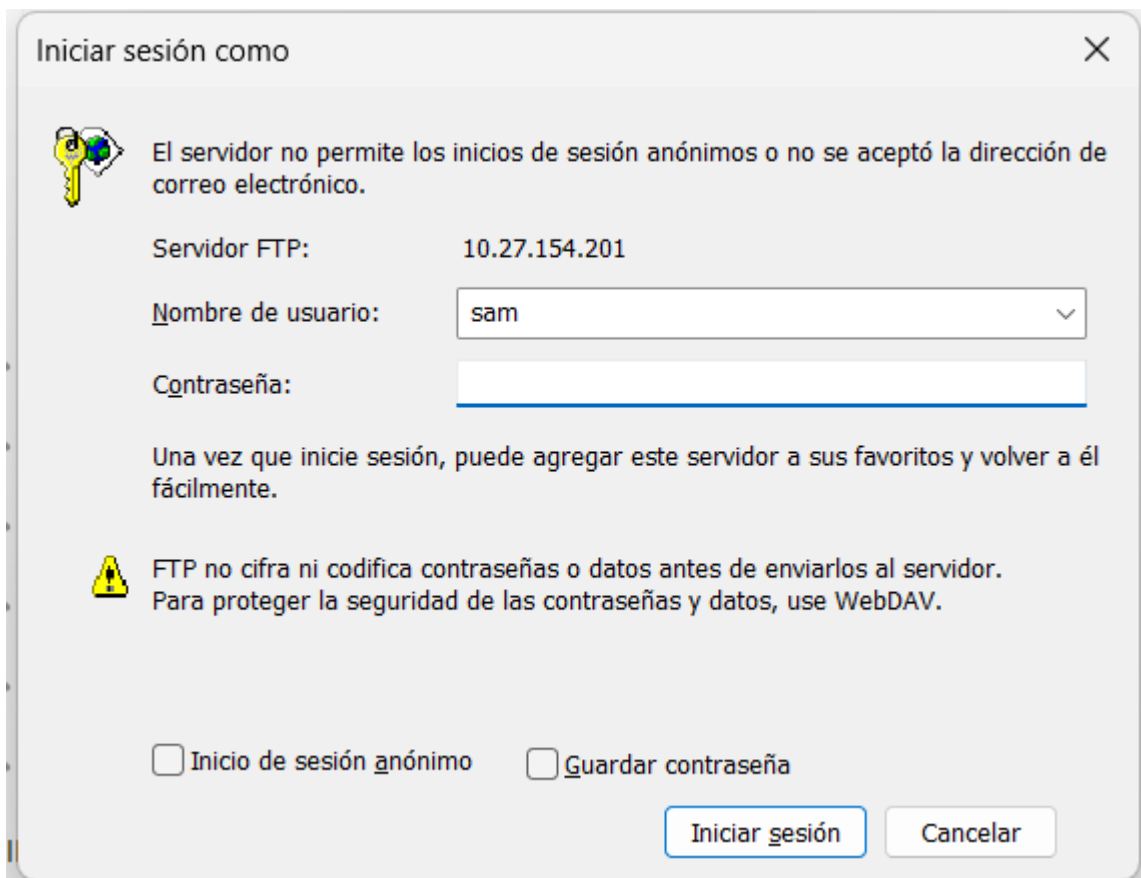 Iniciar sesión como
El servidor no permite los inicios de sesión anónimos o no se aceptó la dirección de
correo electrónico.
Servidor FTP: 10.27.154.201
Nombre de usuario: sam
Contraseña:
Una vez que inicie sesión, puede agregar este servidor a sus favoritos y volver a él
fácilmente.
FTP no cifra ni codifica contraseñas o datos antes de enviarlos al servidor.
Para proteger la seguridad de las contraseñas y datos, use WebDAV.
Inicio de sesión anónimo Guardar contraseña
Iniciar sesión Cancelar